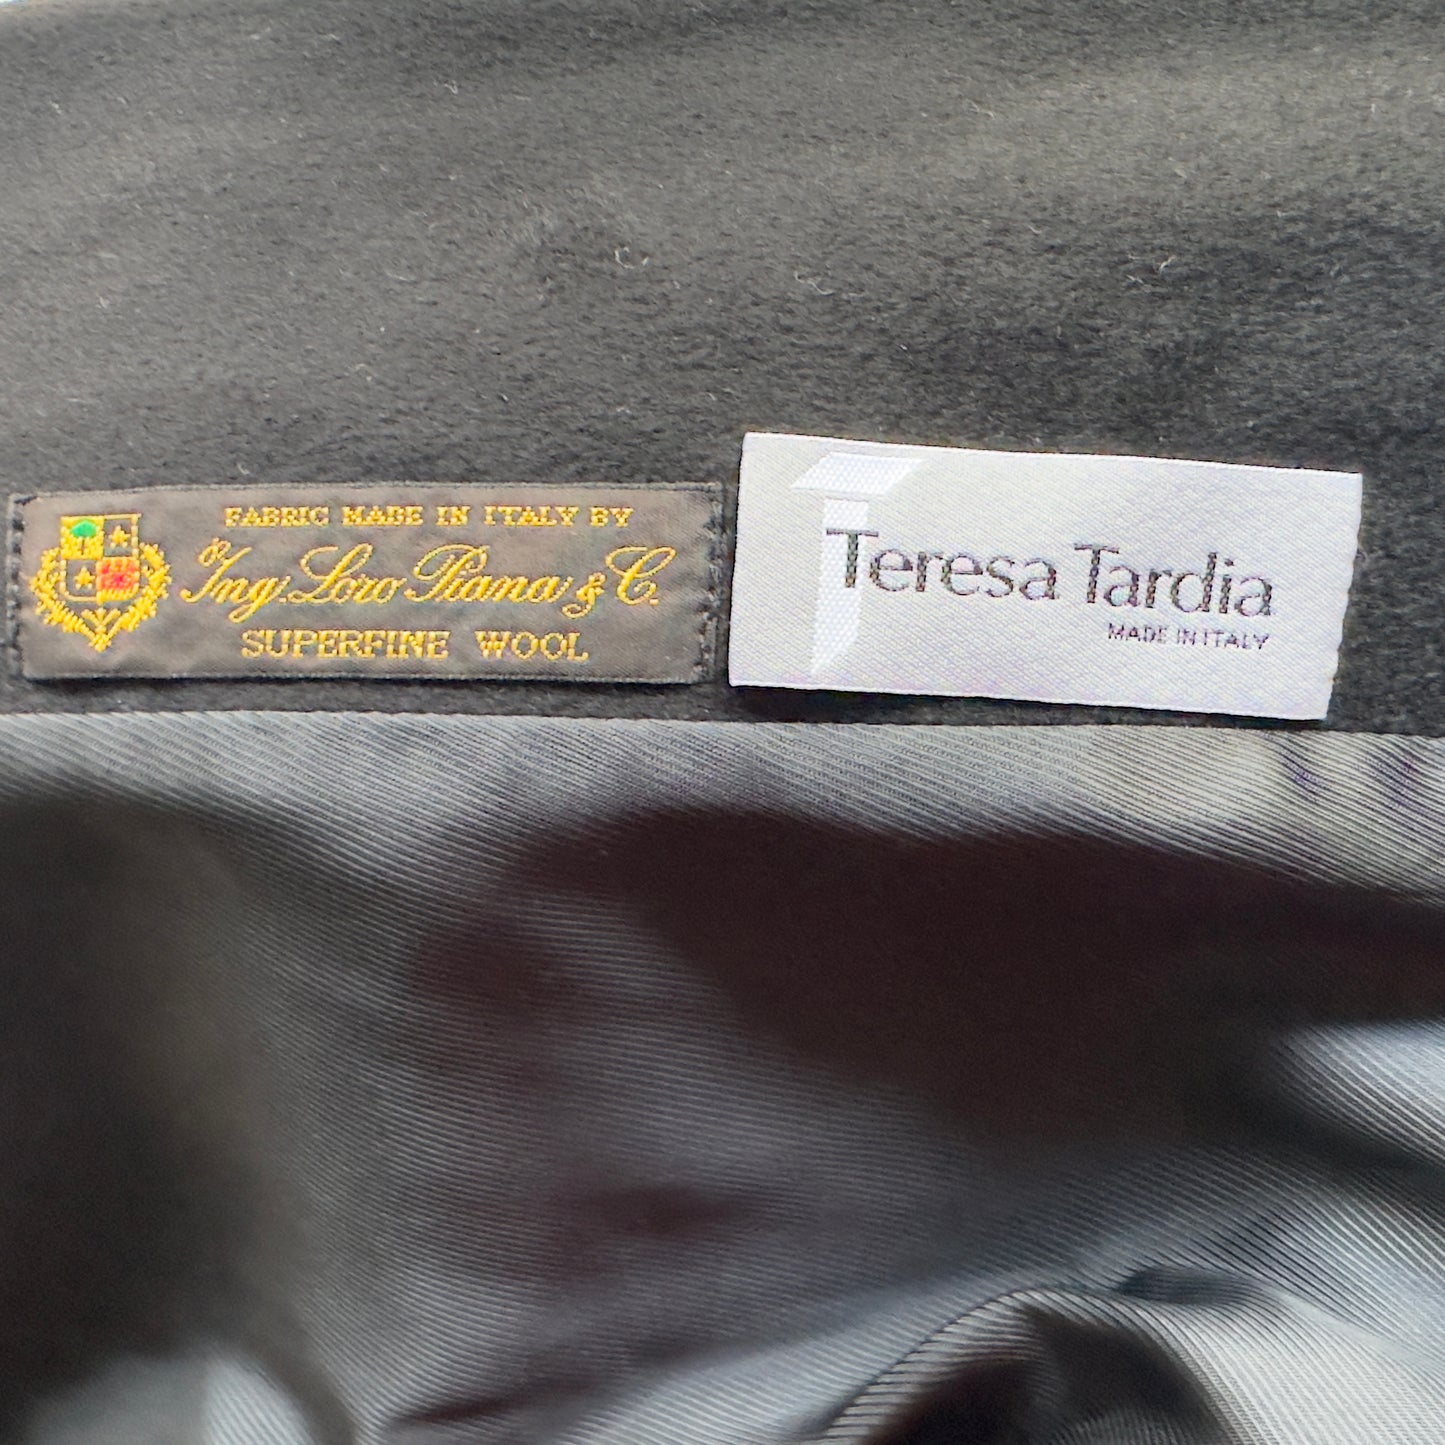 FABRIC MADE IN ITALY BY
Ing. Loro Piana & C.
SUPERFINE WOOL
Teresa Tardia
MADE IN ITALY